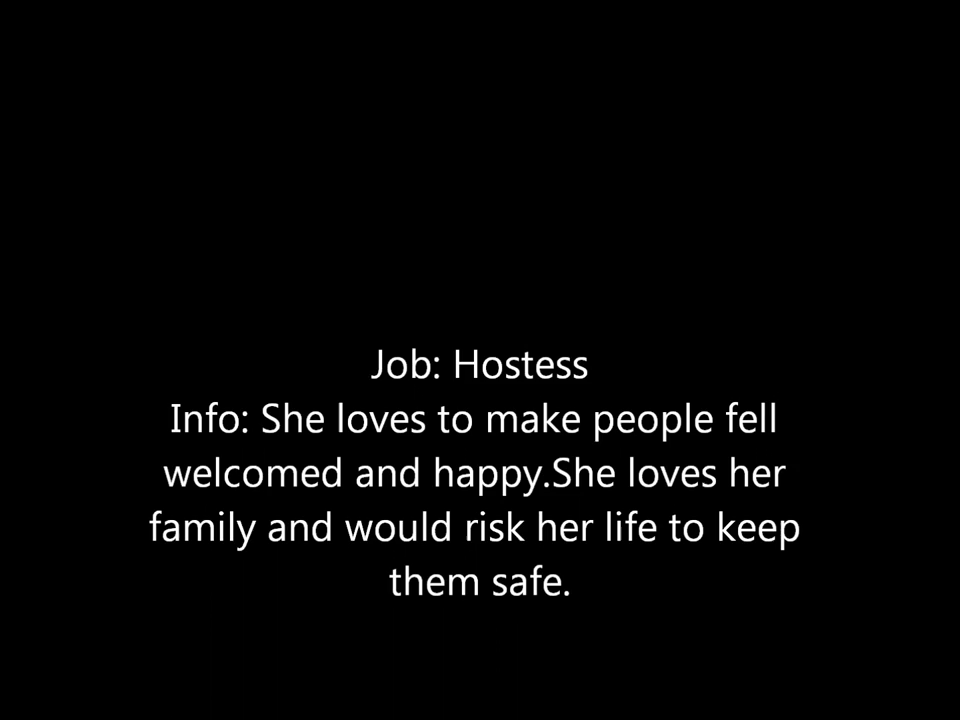 Job: Hostess
Info: She loves to make people fell
welcomed and happy.She loves her
family and would risk her life to keep
them safe.